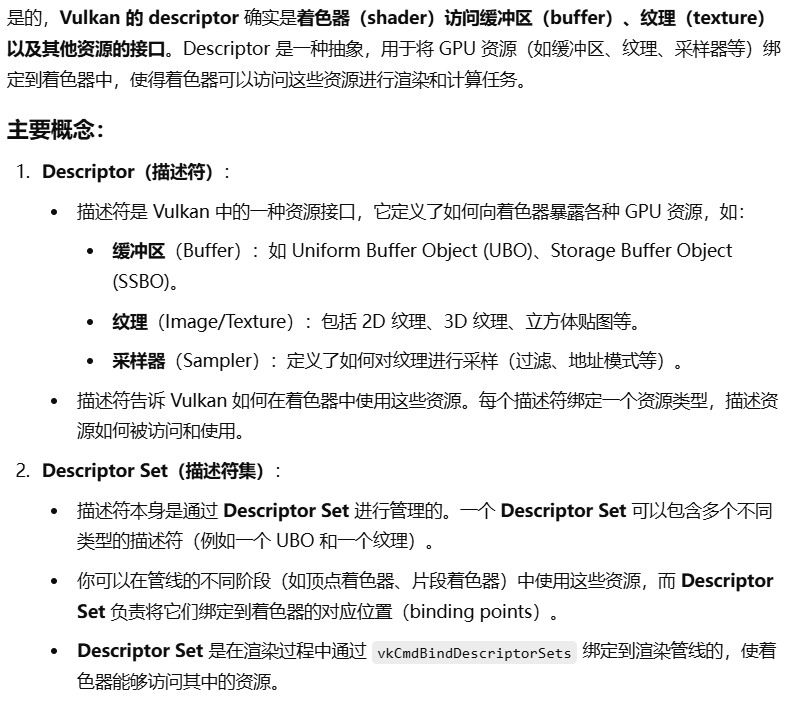 是的，Vulkan 的 descriptor 确实是着色器（shader）访问缓冲区（buffer）、纹理（texture）
以及其他资源的接口。Descriptor 是一种抽象，用于将 GPU 资源（如缓冲区、纹理、采样器等）绑
定到着色器中，使得着色器可以访问这些资源进行渲染和计算任务。
主要概念：
1. Descriptor（描述符）：
• 描述符是 Vulkan 中的一种资源接口，它定义了如何向着色器暴露各种 GPU 资源，如：
• 缓冲区（Buffer）：如 Uniform Buffer Object (UBO)、Storage Buffer Object
(SSBO)。
• 纹理（Image/Texture）：包括 2D 纹理、3D 纹理、立方体贴图等。
• 采样器（Sampler）：定义了如何对纹理进行采样（过滤、地址模式等）。
• 描述符告诉 Vulkan 如何在着色器中使用这些资源。每个描述符绑定一个资源类型，描述资
源如何被访问和使用。
2. Descriptor Set（描述符集）：
• 描述符本身是通过 Descriptor Set 进行管理的。一个 Descriptor Set 可以包含多个不同
类型的描述符（例如一个 UBO 和一个纹理）。
• 你可以在管线的不同阶段（如顶点着色器、片段着色器）中使用这些资源，而 Descriptor
Set 负责将它们绑定到着色器的对应位置（binding points）。
• Descriptor Set 是在渲染过程中通过 vkCmdBindDescriptorSets 绑定到渲染管线的，使着
色器能够访问其中的资源。